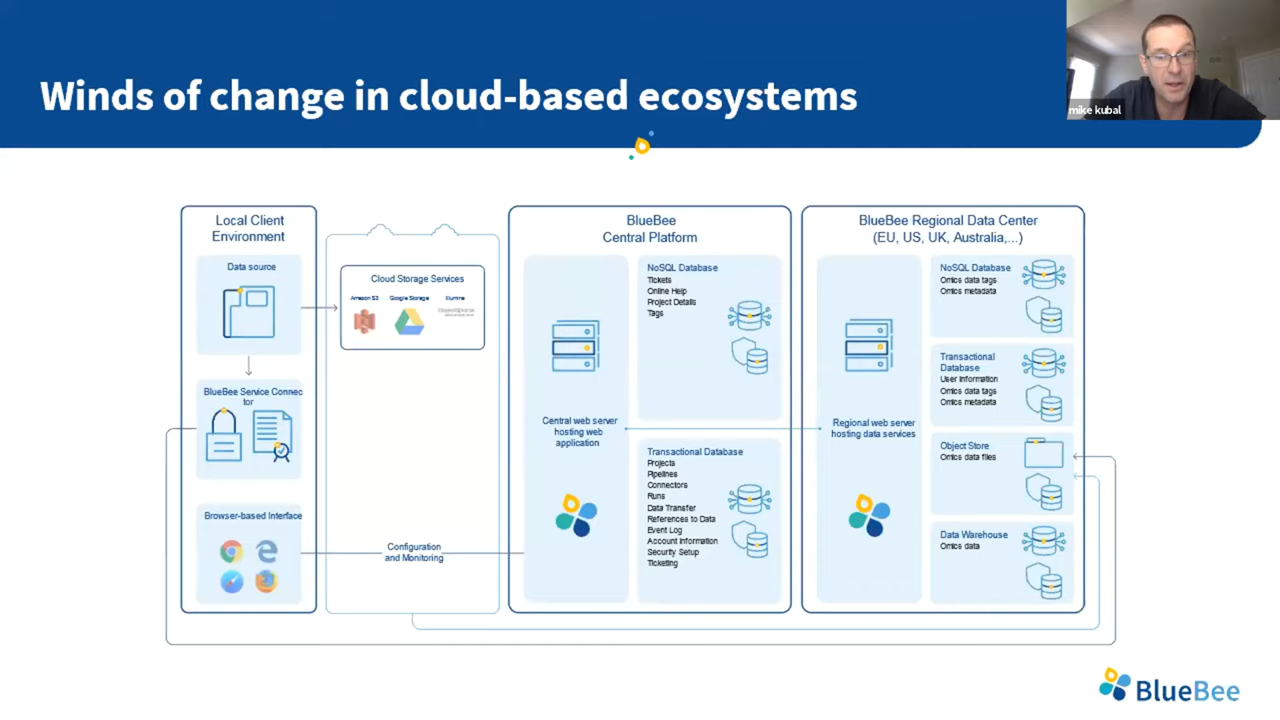 Winds of change in cloud-based ecosystems
mike kubal
Local Client
Environment
Data source
BlueBee Service Connec
tor
Browser-based Interface
Cloud Storage Services
Amazon S3
Google Storage
Illumina
Configuration
and Monitoring
BlueBee
Central Platform
Central web server
hosting web
application
NoSQL Database
Tickets
Online Help
Project Details
Tags
Transactional Database
Projects
Pipelines
Connectors
Runs
Data Transfer
References to Data
Event Log
Account Information
Security Setup
Ticketing
BlueBee Regional Data Center
(EU, US, UK, Australia,...)
Regional web server
hosting data services
NoSQL Database
Omics data tags
Omics metadata
Transactional
Database
User Information
Omics data tags
Omics metadata
Object Store
Omics data files
Data Warehouse
Omics data
BlueBee